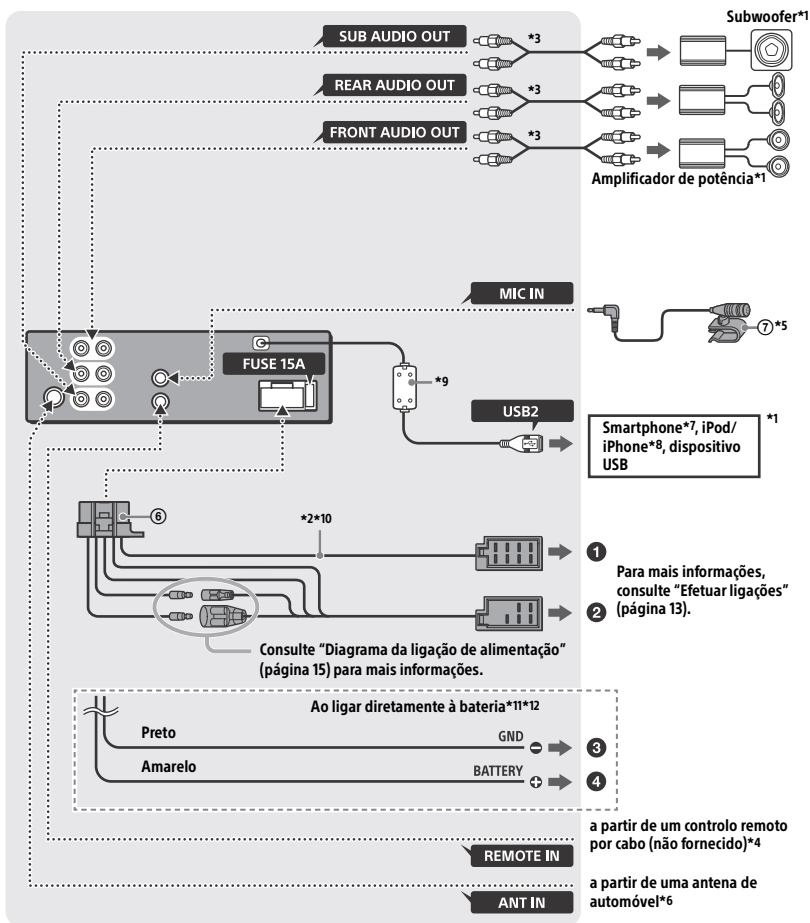 Subwoofer*1
SUB AUDIO OUT
*3
REAR AUDIO OUT
*3
FRONT AUDIO OUT
*3
Amplificador de potência*1
MIC IN
⑦*5
FUSE 15A
*9
USB2
*1
Smartphone*7, iPod/
iPhone*8, dispositivo
USB
⑥
*2*10
❶
Para mais informações,
consulte “Efetuar ligações”
(página 13).
❷
Consulte “Diagrama da ligação de alimentação”
(página 15) para mais informações.
Ao ligar diretamente à bateria*11*12
Preto
GND
❸
Amarelo
BATTERY
❹
a partir de um controlo remoto
por cabo (não fornecido)*4
REMOTE IN
a partir de uma antena de
automóvel*6
ANT IN